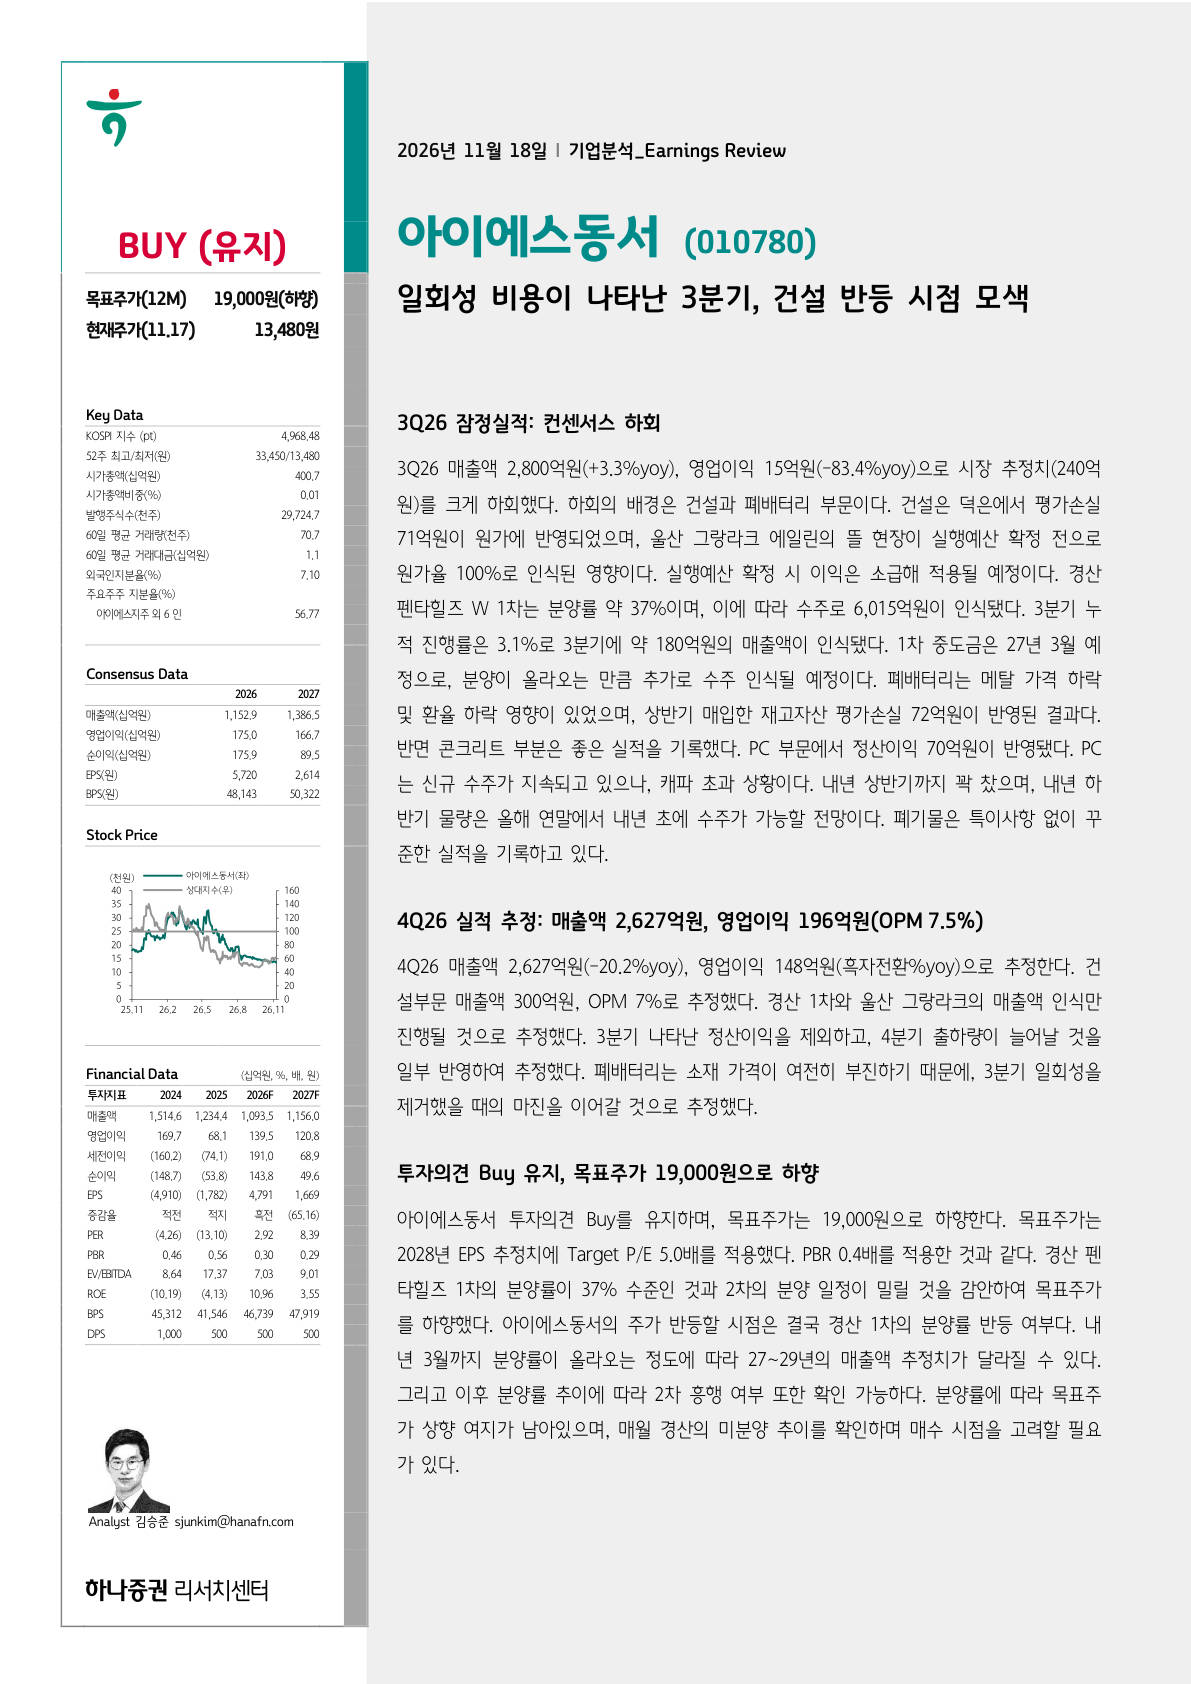 2026년 11월 18일 | 기업분석_Earnings Review
BUY (유지)
목표주가(12M) 19,000원(하향)
현재주가(11.17) 13,480원
Key Data
KOSPI 지수 (pt) 4,968.48
52주 최고/최저(원) 33,450/13,480
시가총액(십억원) 400.7
시가총액비중(%) 0.01
발행주식수(천주) 29,724.7
60일 평균 거래량(천주) 70.7
60일 평균 거래대금(십억원) 1.1
외국인지분율(%) 7.10
주요주주 지분율(%)
아이에스지주 외 6 인 56.77
Consensus Data
2026 2027
매출액(십억원) 1,152.9 1,386.5
영업이익(십억원) 175.0 166.7
순이익(십억원) 175.9 89.5
EPS(원) 5,720 2,614
BPS(원) 48,143 50,322
Stock Price
(천원) 아이에스동서(좌)
상대지수(우)
40 160
35 140
30 120
25 100
20 80
15 60
10 40
5 20
0 0
25.11 26.2 26.5 26.8 26.11
Financial Data (십억원, %, 배, 원)
투자지표 2024 2025 2026F 2027F
매출액 1,514.6 1,234.4 1,093.5 1,156.0
영업이익 169.7 68.1 139.5 120.8
세전이익 (160.2) (74.1) 191.0 68.9
순이익 (148.7) (53.8) 143.8 49.6
EPS (4,910) (1,782) 4,791 1,669
증감율 적전 적지 흑전 (65.16)
PER (4.26) (13.10) 2.92 8.39
PBR 0.46 0.56 0.30 0.29
EV/EBITDA 8.64 17.37 7.03 9.01
ROE (10.19) (4.13) 10.96 3.55
BPS 45,312 41,546 46,739 47,919
DPS 1,000 500 500 500
Analyst 김승준 sjunkim@hanafn.com
하나증권 리서치센터
아이에스동서 (010780)
일회성 비용이 나타난 3분기, 건설 반등 시점 모색
3Q26 잠정실적: 컨센서스 하회
3Q26 매출액 2,800억원(+3.3%yoy), 영업이익 15억원(-83.4%yoy)으로 시장 추정치(240억
원)를 크게 하회했다. 하회의 배경은 건설과 폐배터리 부문이다. 건설은 덕은에서 평가손실
71억원이 원가에 반영되었으며, 울산 그랑라크 에일린의 뜰 현장이 실행예산 확정 전으로
원가율 100%로 인식된 영향이다. 실행예산 확정 시 이익은 소급해 적용될 예정이다. 경산
펜타힐즈 W 1차는 분양률 약 37%이며, 이에 따라 수주로 6,015억원이 인식됐다. 3분기 누
적 진행률은 3.1%로 3분기에 약 180억원의 매출액이 인식됐다. 1차 중도금은 27년 3월 예
정으로, 분양이 올라오는 만큼 추가로 수주 인식될 예정이다. 폐배터리는 메탈 가격 하락
및 환율 하락 영향이 있었으며, 상반기 매입한 재고자산 평가손실 72억원이 반영된 결과다.
반면 콘크리트 부분은 좋은 실적을 기록했다. PC 부문에서 정산이익 70억원이 반영됐다. PC
는 신규 수주가 지속되고 있으나, 캐파 초과 상황이다. 내년 상반기까지 꽉 찼으며, 내년 하
반기 물량은 올해 연말에서 내년 초에 수주가 가능할 전망이다. 폐기물은 특이사항 없이 꾸
준한 실적을 기록하고 있다.
4Q26 실적 추정: 매출액 2,627억원, 영업이익 196억원(OPM 7.5%)
4Q26 매출액 2,627억원(-20.2%yoy), 영업이익 148억원(흑자전환%yoy)으로 추정한다. 건
설부문 매출액 300억원, OPM 7%로 추정했다. 경산 1차와 울산 그랑라크의 매출액 인식만
진행될 것으로 추정했다. 3분기 나타난 정산이익을 제외하고, 4분기 출하량이 늘어날 것을
일부 반영하여 추정했다. 폐배터리는 소재 가격이 여전히 부진하기 때문에, 3분기 일회성을
제거했을 때의 마진을 이어갈 것으로 추정했다.
투자의견 Buy 유지, 목표주가 19,000원으로 하향
아이에스동서 투자의견 Buy를 유지하며, 목표주가는 19,000원으로 하향한다. 목표주가는
2028년 EPS 추정치에 Target P/E 5.0배를 적용했다. PBR 0.4배를 적용한 것과 같다. 경산 펜
타힐즈 1차의 분양률이 37% 수준인 것과 2차의 분양 일정이 밀릴 것을 감안하여 목표주가
를 하향했다. 아이에스동서의 주가 반등할 시점은 결국 경산 1차의 분양률 반등 여부다. 내
년 3월까지 분양률이 올라오는 정도에 따라 27~29년의 매출액 추정치가 달라질 수 있다.
그리고 이후 분양률 추이에 따라 2차 흥행 여부 또한 확인 가능하다. 분양률에 따라 목표주
가 상향 여지가 남아있으며, 매월 경산의 미분양 추이를 확인하며 매수 시점을 고려할 필요
가 있다.